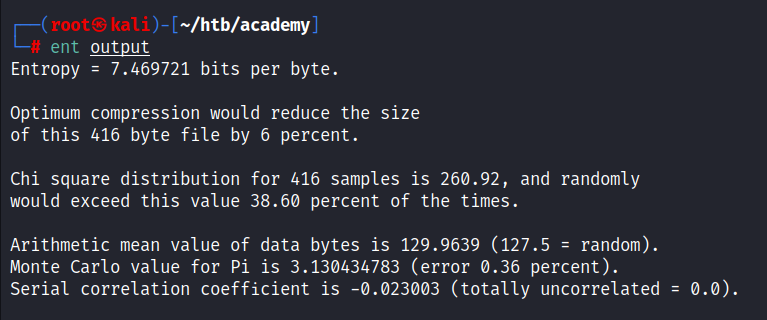 ┌──(root㉿kali)-[~/htb/academy]
└─# ent output
Entropy = 7.469721 bits per byte.

Optimum compression would reduce the size
of this 416 byte file by 6 percent.

Chi square distribution for 416 samples is 260.92, and randomly
would exceed this value 38.60 percent of the times.

Arithmetic mean value of data bytes is 129.9639 (127.5 = random).
Monte Carlo value for Pi is 3.130434783 (error 0.36 percent).
Serial correlation coefficient is -0.023003 (totally uncorrelated = 0.0).